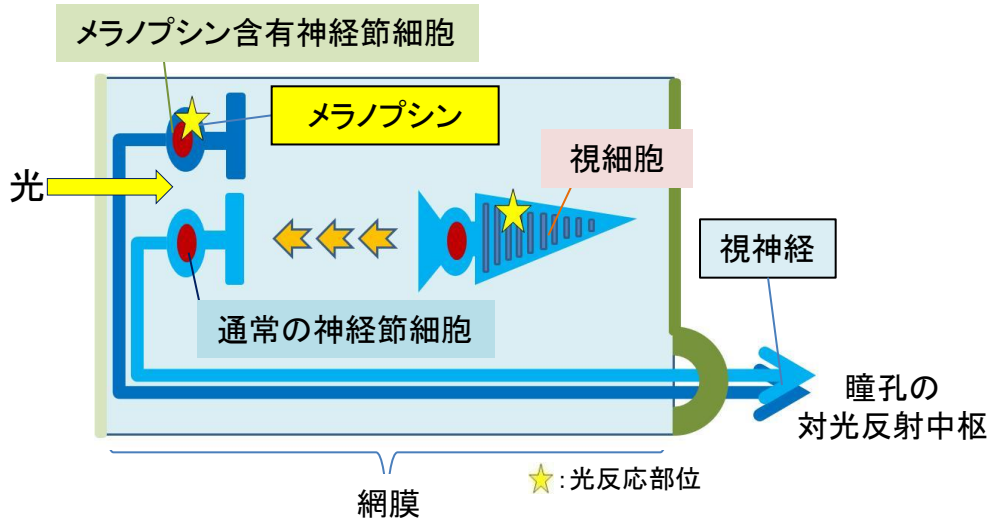 メラノプシン含有神経節細胞
メラノプシン
視細胞
光
視神経
通常の神経節細胞
瞳孔の
対光反射中枢
:光反応部位
網膜